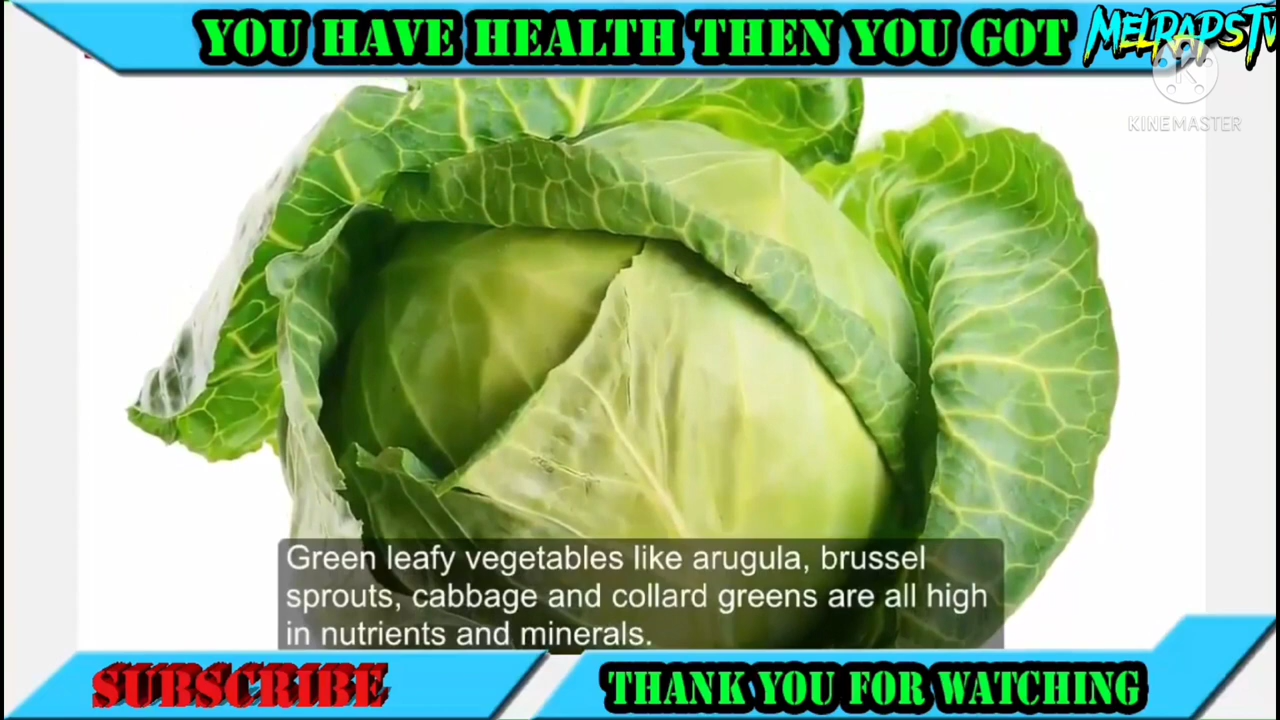 YOU HAVE HEALTH THEN YOU GOT
MELRAPSTV
K
KINEMASTER
Green leafy vegetables like arugula, brussel
sprouts, cabbage and collard greens are all high
in nutrients and minerals.
SUBSCRIBE
THANK YOU FOR WATCHING